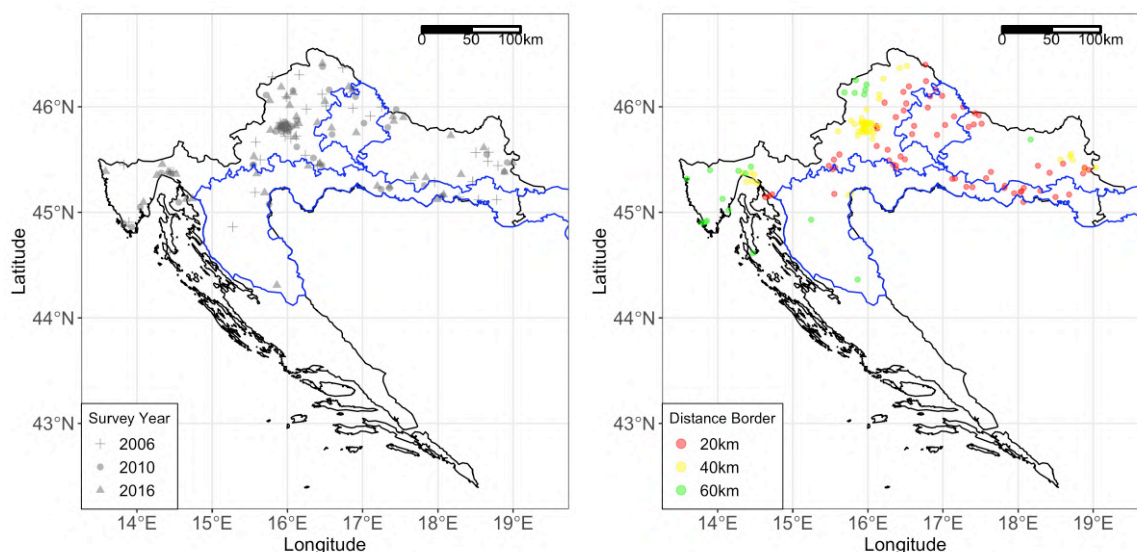 0 50 100km
46°N
45°N
44°N
43°N
Latitude
Survey Year
2006
2010
2016
14°E 15°E 16°E 17°E 18°E 19°E
Longitude
0 50 100km
46°N
45°N
44°N
43°N
Latitude
Distance Border
20km
40km
60km
14°E 15°E 16°E 17°E 18°E 19°E
Longitude